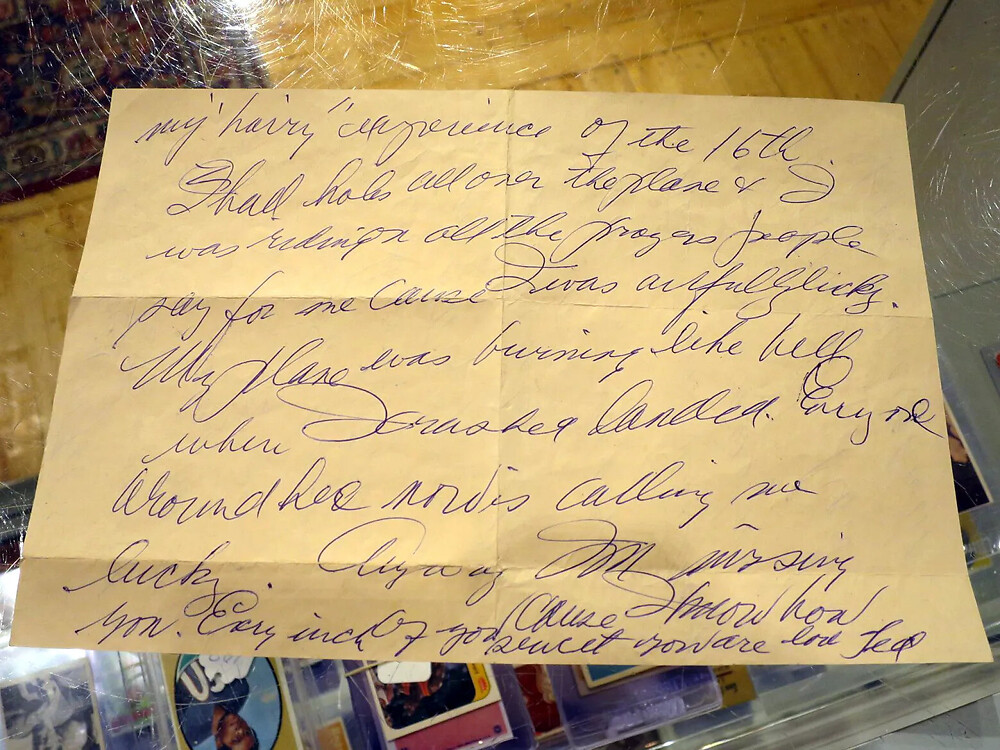 my "hairy" experience of the 16th.
I had holes all over the plane & I
was riding on all the prayers people
say for me cause I was awfully lucky.
My plane was burning like hell
when I crashed landed. Every one
around here now is calling me
lucky. Anyway I'm missing
you. Every inch of you cause I know how
sweet you are love Ted